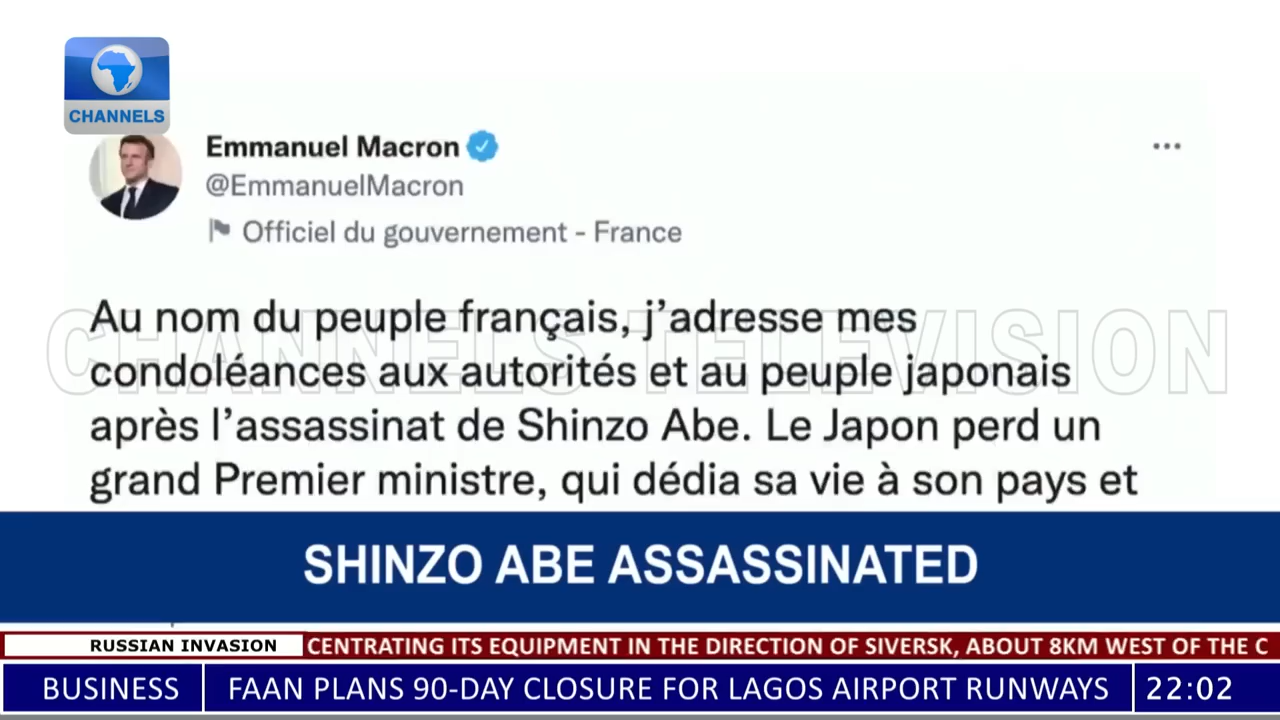 CHANNELS
Emmanuel Macron
@EmmanuelMacron
Officiel du gouvernement - France
CHANNELS TELEVISION
Au nom du peuple français, j’adresse mes
condoléances aux autorités et au peuple japonais
après l’assassinat de Shinzo Abe. Le Japon perd un
grand Premier ministre, qui dédia sa vie à son pays et
SHINZO ABE ASSASSINATED
RUSSIAN INVASION CENTRATING ITS EQUIPMENT IN THE DIRECTION OF SIVERSK, ABOUT 8KM WEST OF THE C
BUSINESS FAAN PLANS 90-DAY CLOSURE FOR LAGOS AIRPORT RUNWAYS 22:02